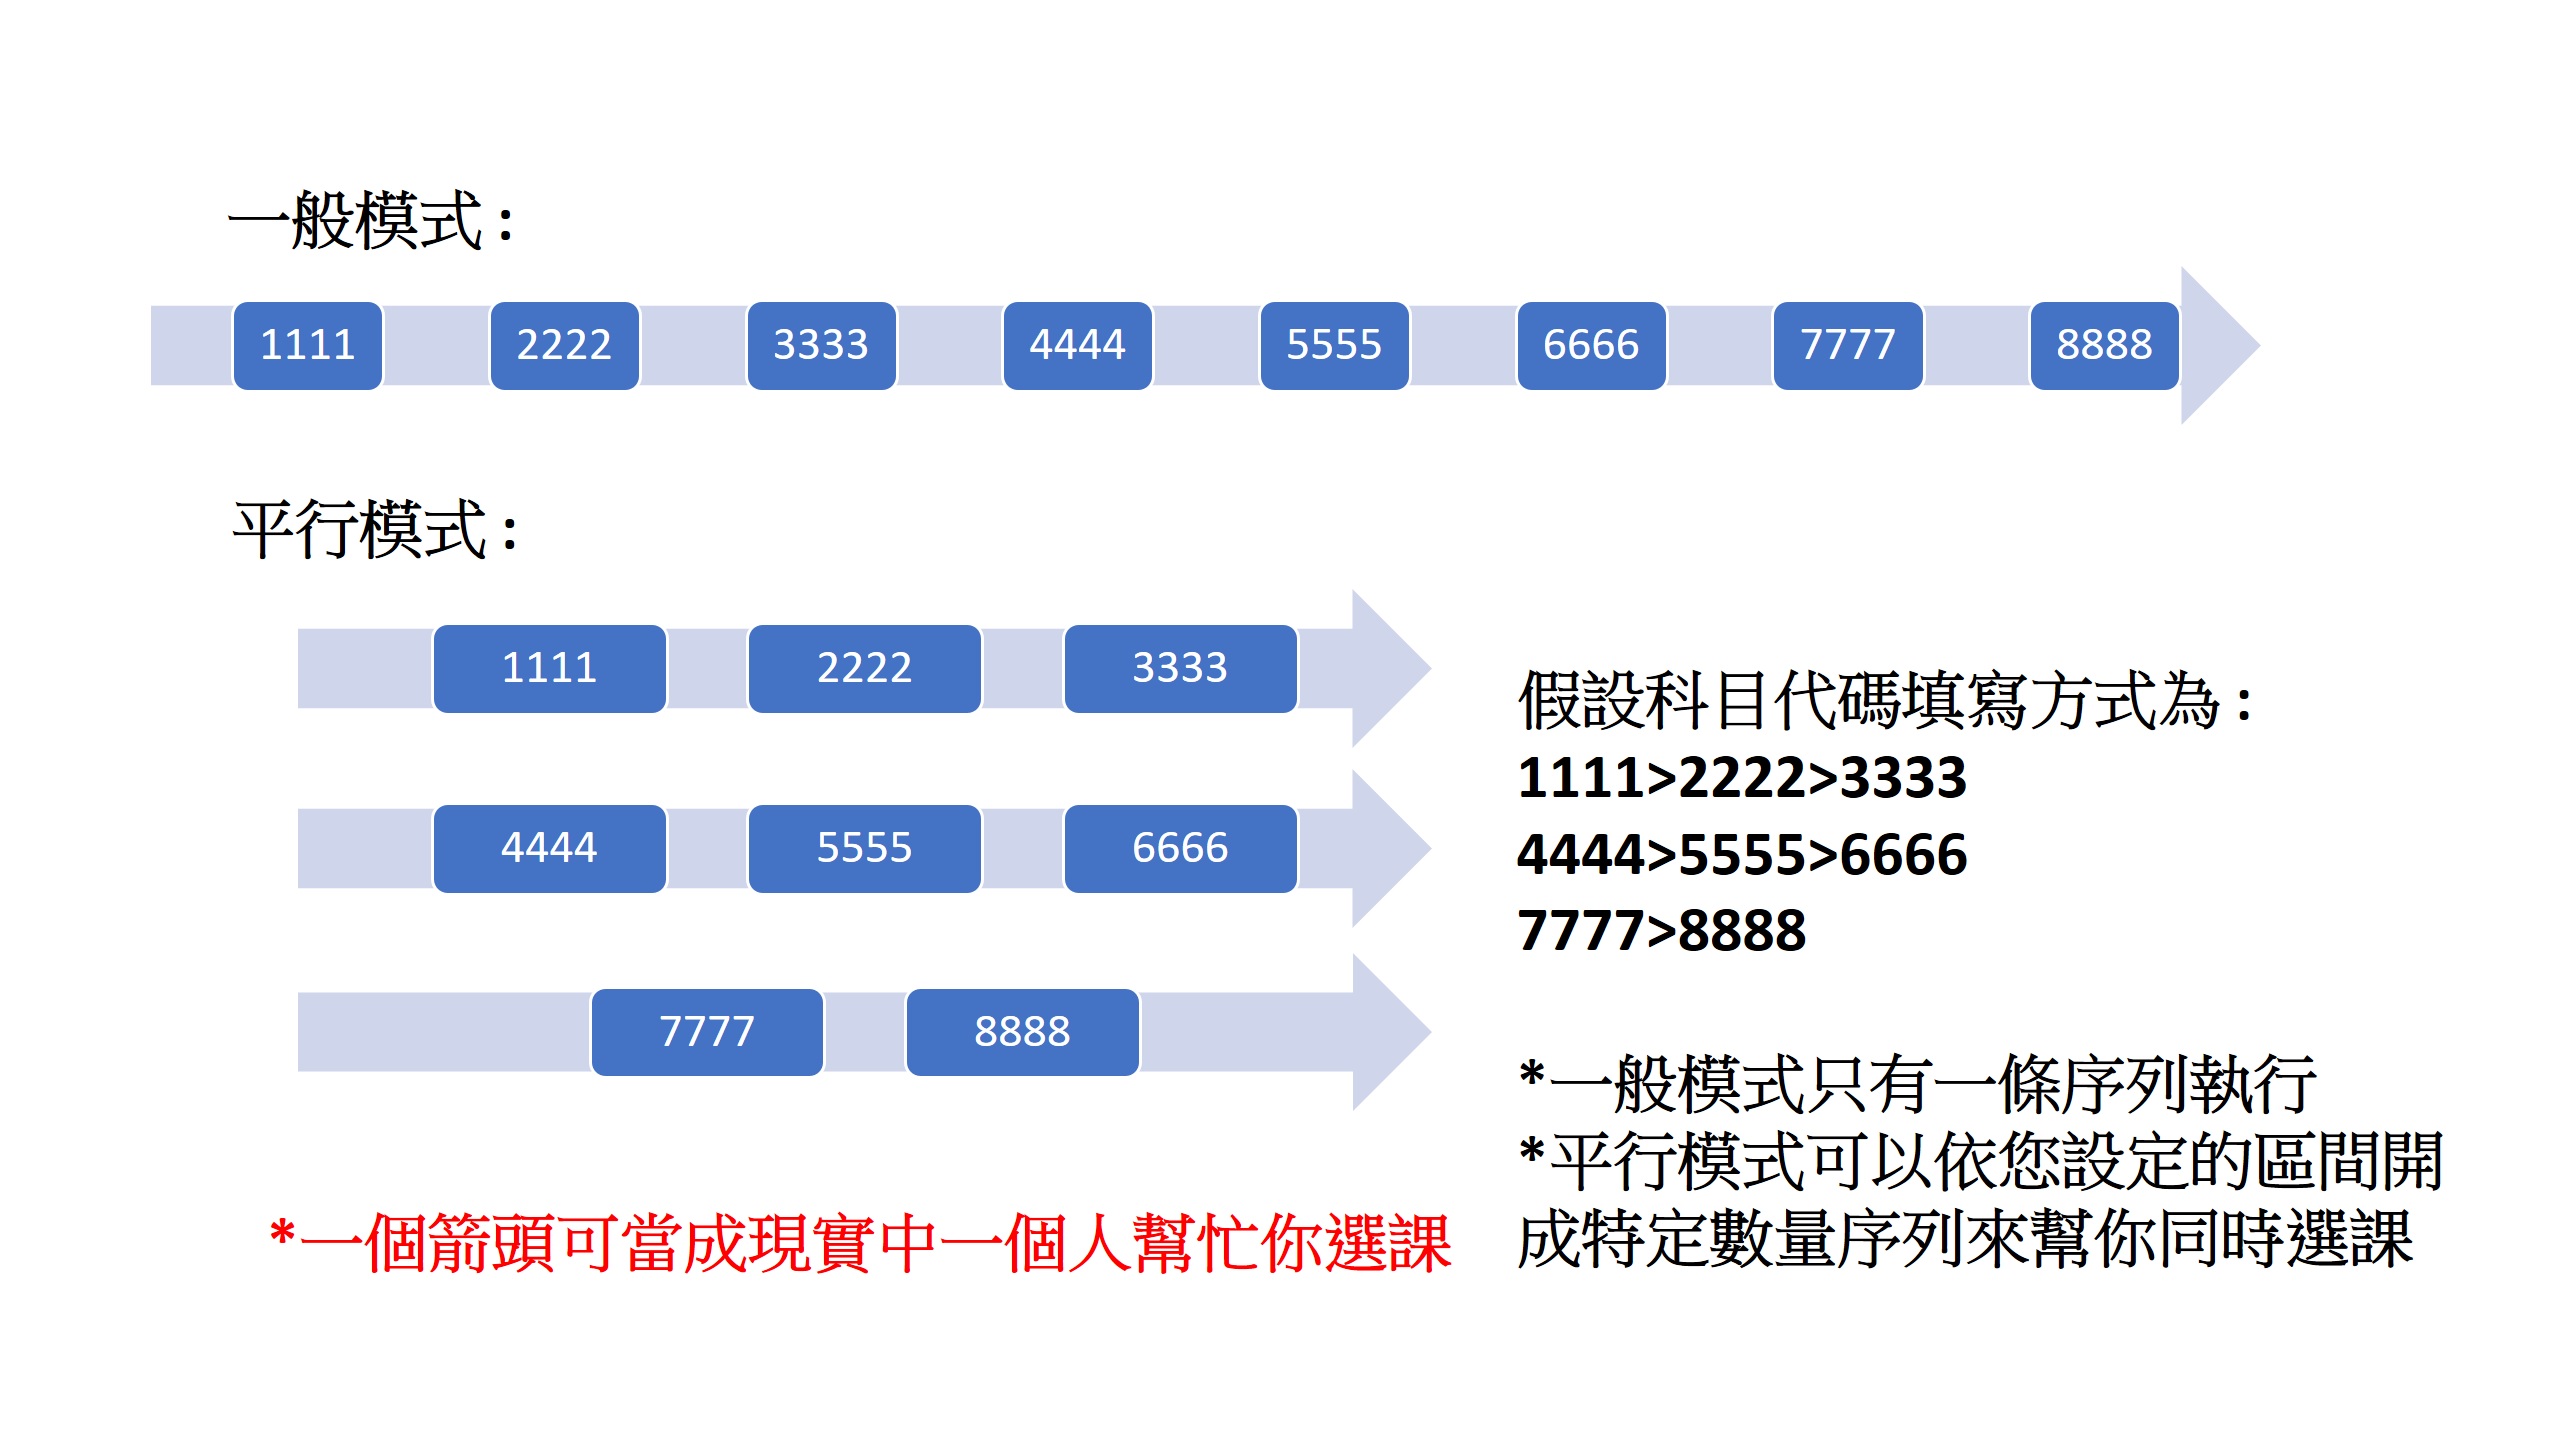 一般模式：
1111 2222 3333 4444 5555 6666 7777 8888
平行模式：
1111 2222 3333
4444 5555 6666
7777 8888
*一個箭頭可當成現實中一個人幫忙你選課
假設科目代碼填寫方式為：
1111>2222>3333
4444>5555>6666
7777>8888
*一般模式只有一條序列執行
*平行模式可以依您設定的區間開
成特定數量序列來幫你同時選課